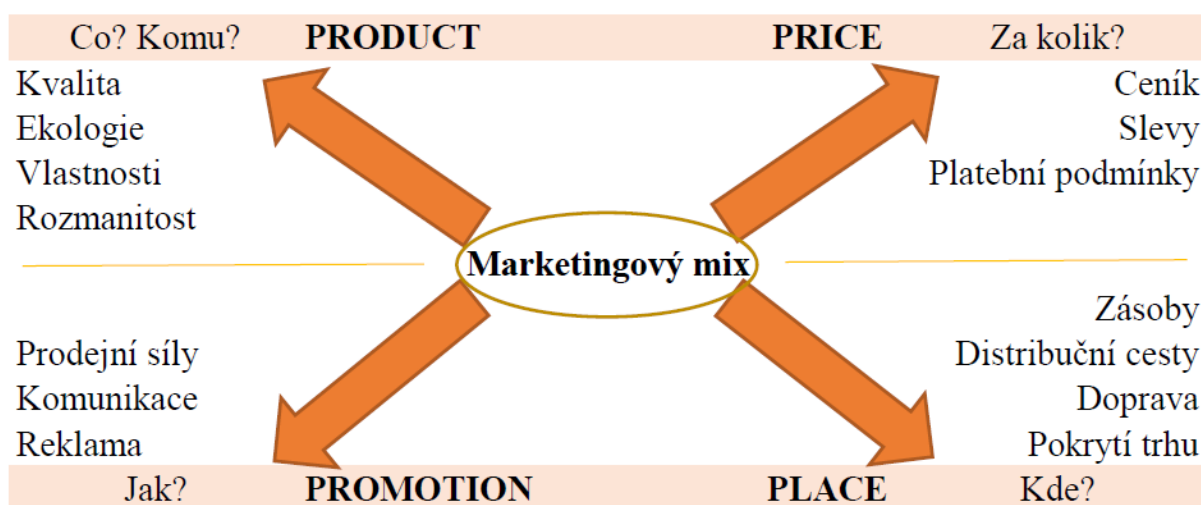 Co? Komu? PRODUCT PRICE Za kolik?
Kvalita
Ekologie
Vlastnosti
Rozmanitost
Ceník
Slevy
Platební podmínky
Marketingový mix
Prodejní síly
Komunikace
Reklama
Zásoby
Distribuční cesty
Doprava
Pokrytí trhu
Jak? PROMOTION PLACE Kde?